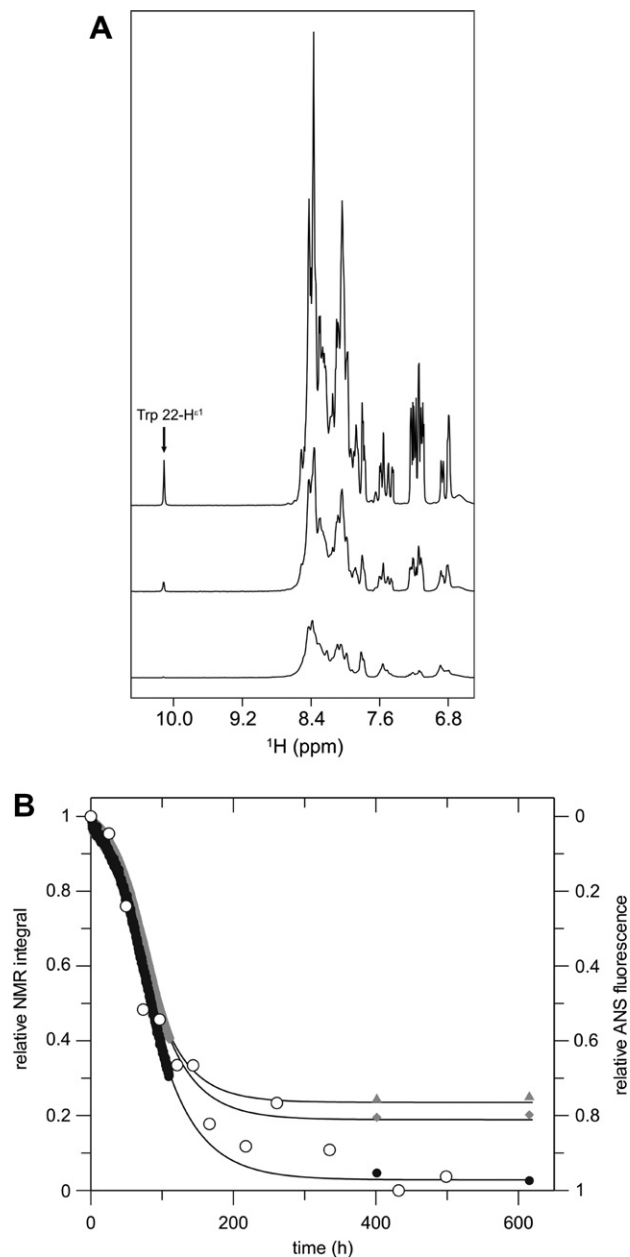 A
Trp 22-Hε1
10.0 9.2 8.4 7.6 6.8
¹H (ppm)
B
1 0
0.8 0.2
0.6 0.4
0.4 0.6
0.2 0.8
0 1
relative NMR integral
relative ANS fluorescence
0 200 400 600
time (h)